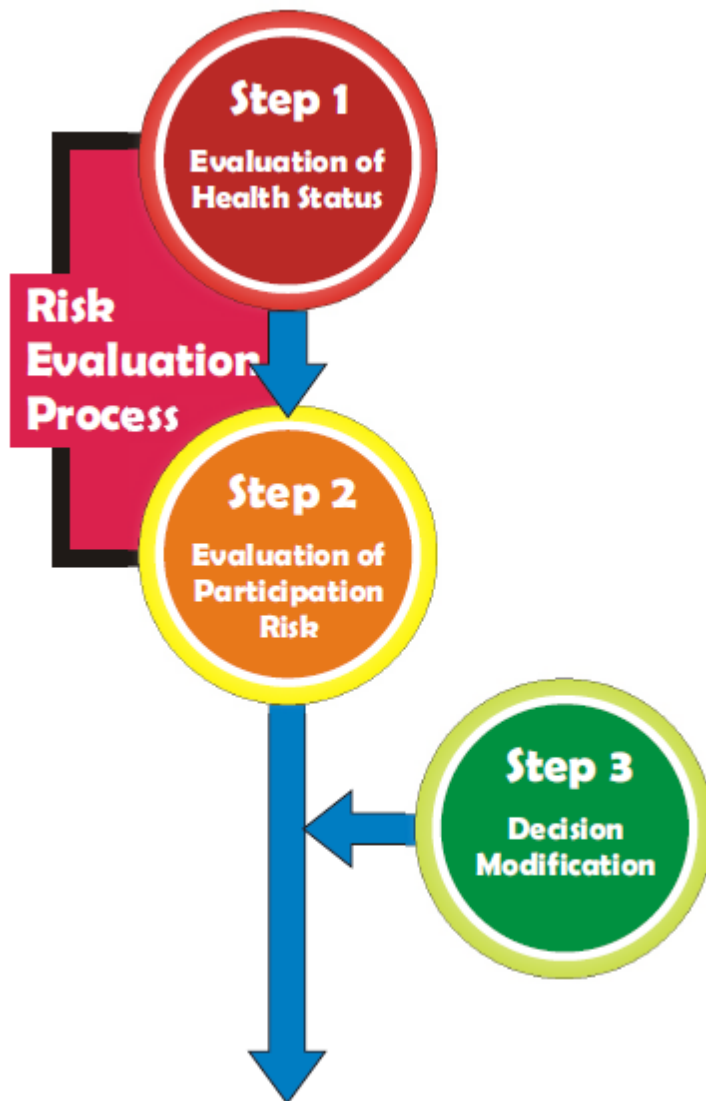 Step 1
Evaluation of
Health Status
Risk
Evaluation
Process
Step 2
Evaluation of
Participation
Risk
Step 3
Decision
Modification